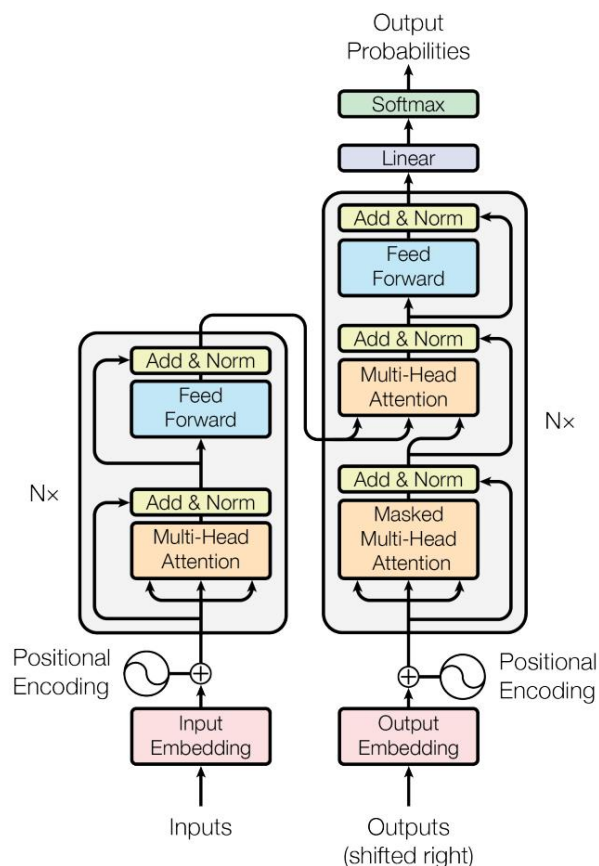 Output
Probabilities
Softmax
Linear
Add & Norm
Feed
Forward
Add & Norm
Multi-Head
Attention
Add & Norm
Masked
Multi-Head
Attention
N×
Add & Norm
Feed
Forward
Add & Norm
Multi-Head
Attention
N×
Positional
Encoding
Positional
Encoding
Input
Embedding
Output
Embedding
Inputs
Outputs
(shifted right)